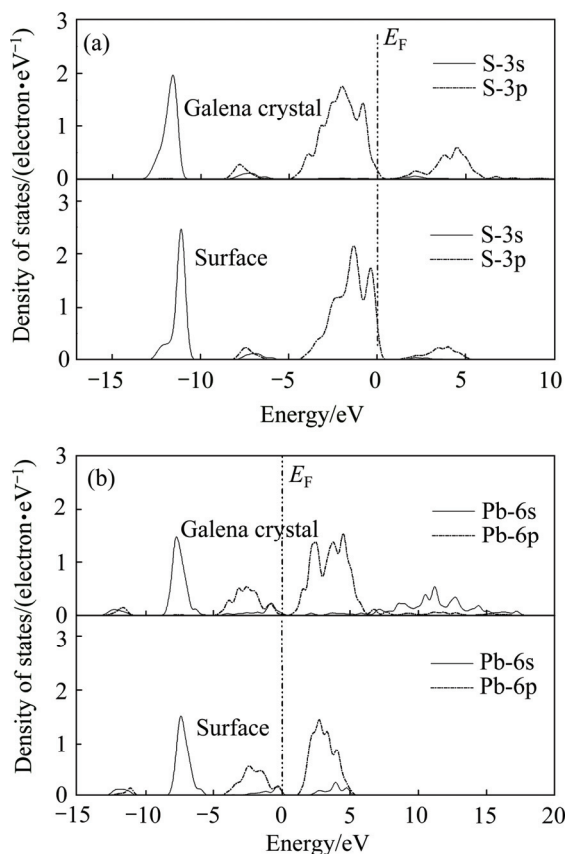 3
(a)
E_F
S-3s
S-3p
2
Galena crystal
1
0
3
S-3s
S-3p
2
Surface
1
0
−15 −10 −5 0 5 10
Energy/eV
Density of states/(electron•eV⁻¹)
3
(b)
E_F
Pb-6s
Pb-6p
2
Galena crystal
1
0
3
Pb-6s
Pb-6p
2
Surface
1
0
−15 −10 −5 0 5 10 15 20
Energy/eV
Density of states/(electron•eV⁻¹)